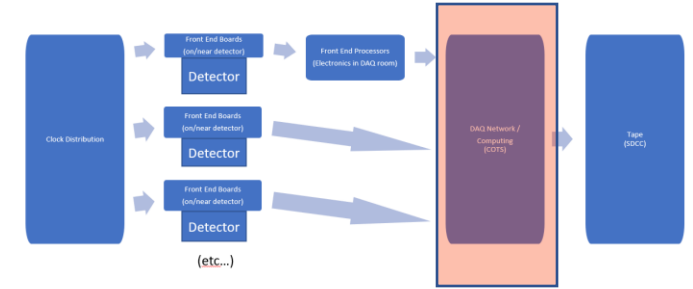 Clock Distribution
Front End Boards
(on/near detector)
Detector
Front End Processors
(Electronics in DAQ room)
Front End Boards
(on/near detector)
Detector
Front End Boards
(on/near detector)
Detector
(etc...)
DAQ Network /
Computing
(COTS)
Tape
(SDCC)